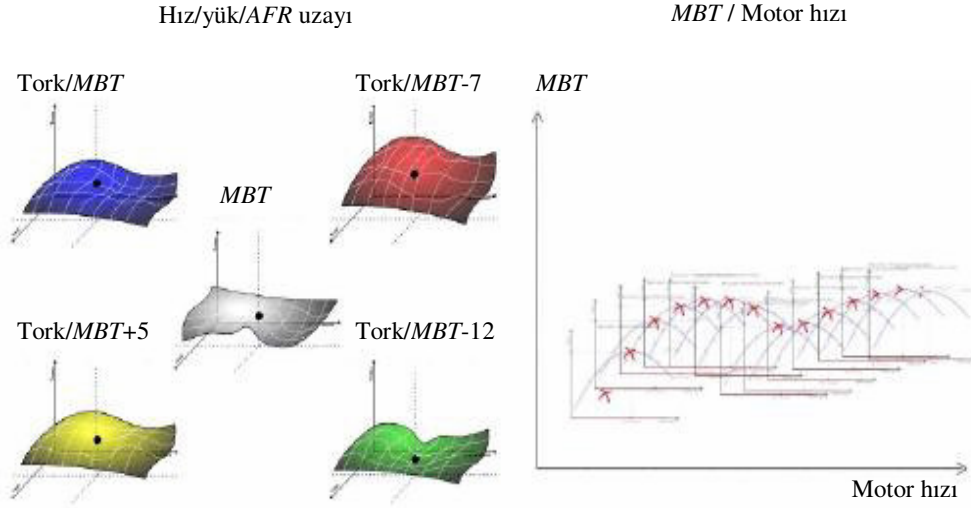 Hız/yük/AFR uzayı
MBT / Motor hızı
Tork/MBT
Tork/MBT-7
MBT
MBT
Tork/MBT+5
Tork/MBT-12
Motor hızı